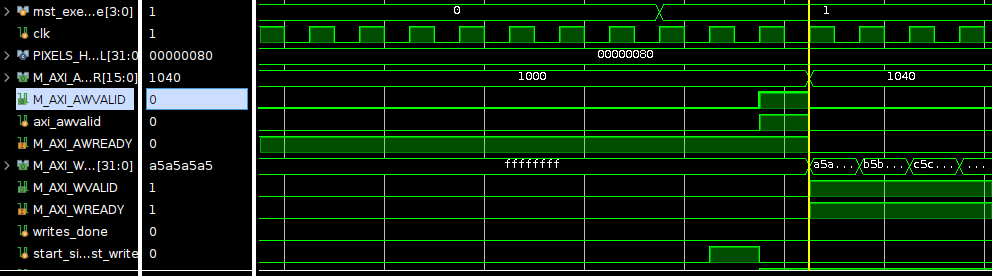 mst_exe...e[3:0] 1 0 1
clk 1
PIXELS_H...L[31:0 00000080 00000080
M_AXI_A...R[15:0] 1040 1000 1040
M_AXI_AWVALID 0
axi_awvalid 0
M_AXI_AWREADY 0
M_AXI_W...[31:0] a5a5a5a5 ffffffff a5a... b5b... c5c... ...
M_AXI_WVALID 1
M_AXI_WREADY 1
writes_done 0
start_si...st_write 0